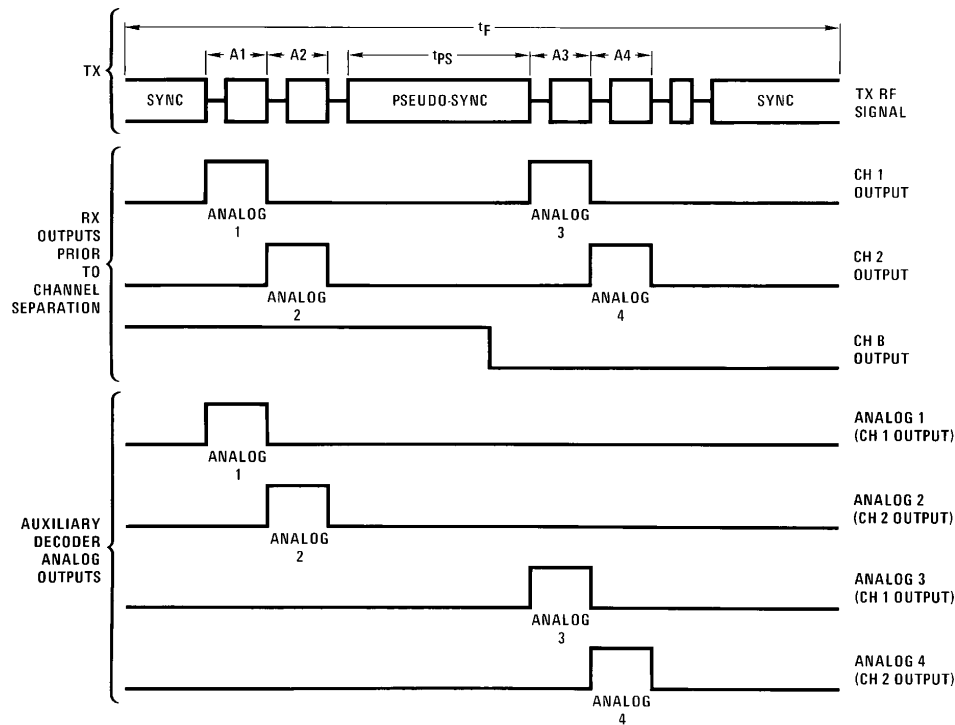 tF
A1
A2
tPS
A3
A4
TX
SYNC
PSEUDO-SYNC
SYNC
TX RF
SIGNAL
RX
OUTPUTS
PRIOR
TO
CHANNEL
SEPARATION
CH 1
OUTPUT
ANALOG
1
ANALOG
3
CH 2
OUTPUT
ANALOG
2
ANALOG
4
CH B
OUTPUT
AUXILIARY
DECODER
ANALOG
OUTPUTS
ANALOG 1
(CH 1 OUTPUT)
ANALOG
1
ANALOG 2
(CH 2 OUTPUT)
ANALOG
2
ANALOG 3
(CH 1 OUTPUT)
ANALOG
3
ANALOG 4
(CH 2 OUTPUT)
ANALOG
4